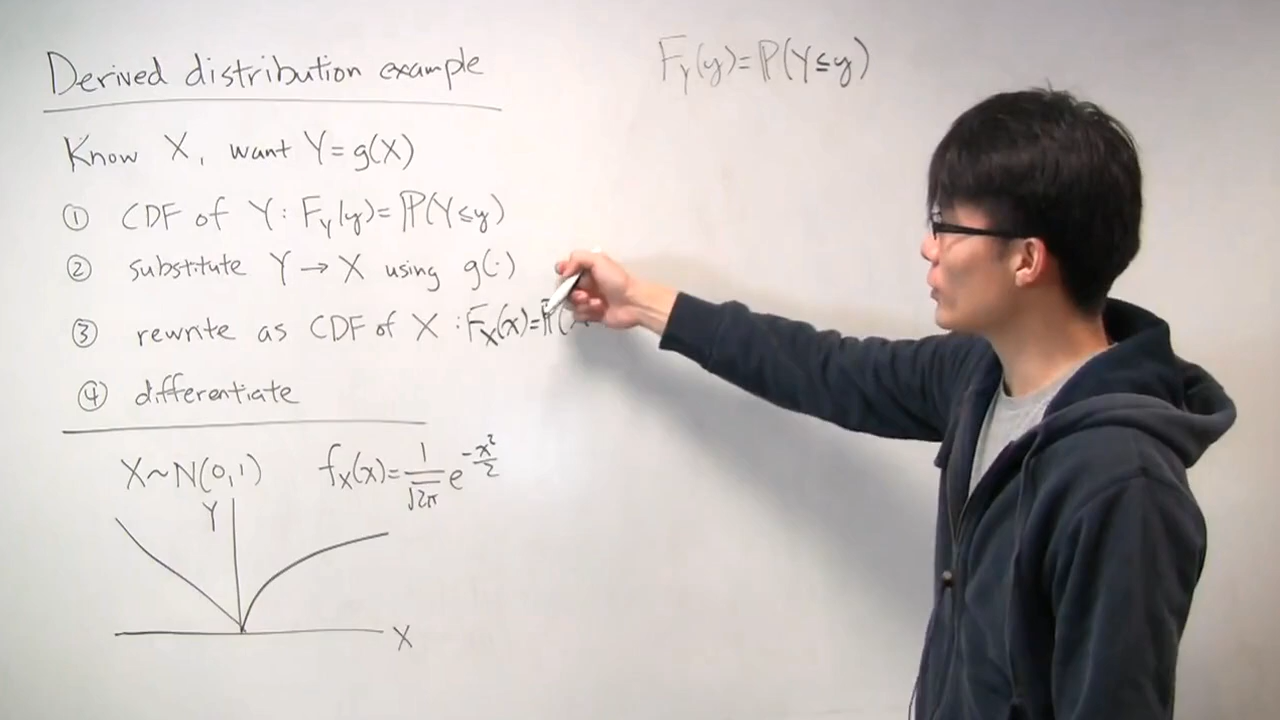 Derived distribution example
Know X, want Y=g(X)
① CDF of Y: F_Y(y)=ℙ(Y≤y)
② substitute Y→X using g(·)
③ rewrite as CDF of X : F_X(x)=ℙ(
④ differentiate
X~N(0,1) f_X(x)=1/√2π e^(-x²/2)
Y
X
F_Y(y)=ℙ(Y≤y)